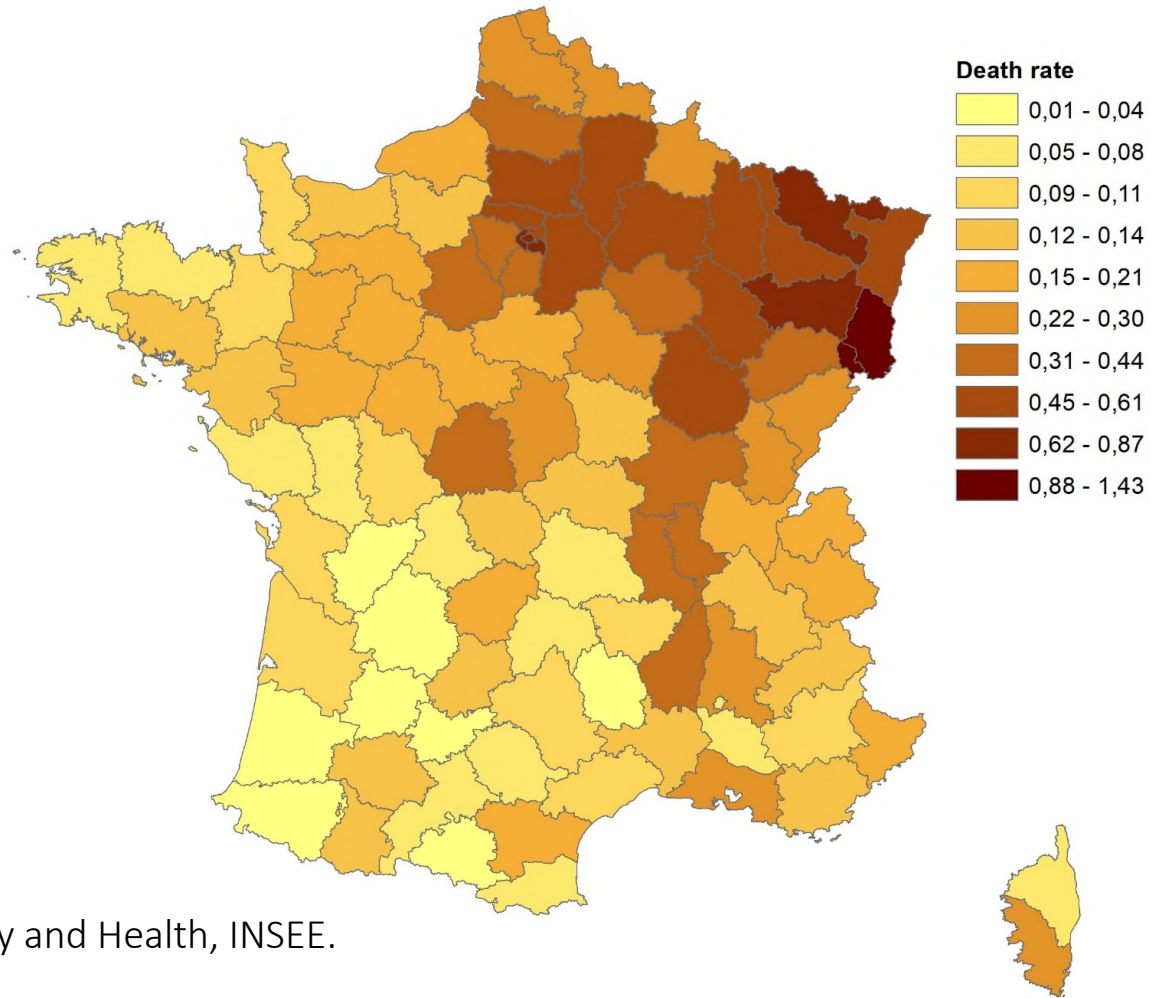 Death rate
0,01 - 0,04
0,05 - 0,08
0,09 - 0,11
0,12 - 0,14
0,15 - 0,21
0,22 - 0,30
0,31 - 0,44
0,45 - 0,61
0,62 - 0,87
0,88 - 1,43
y and Health, INSEE.